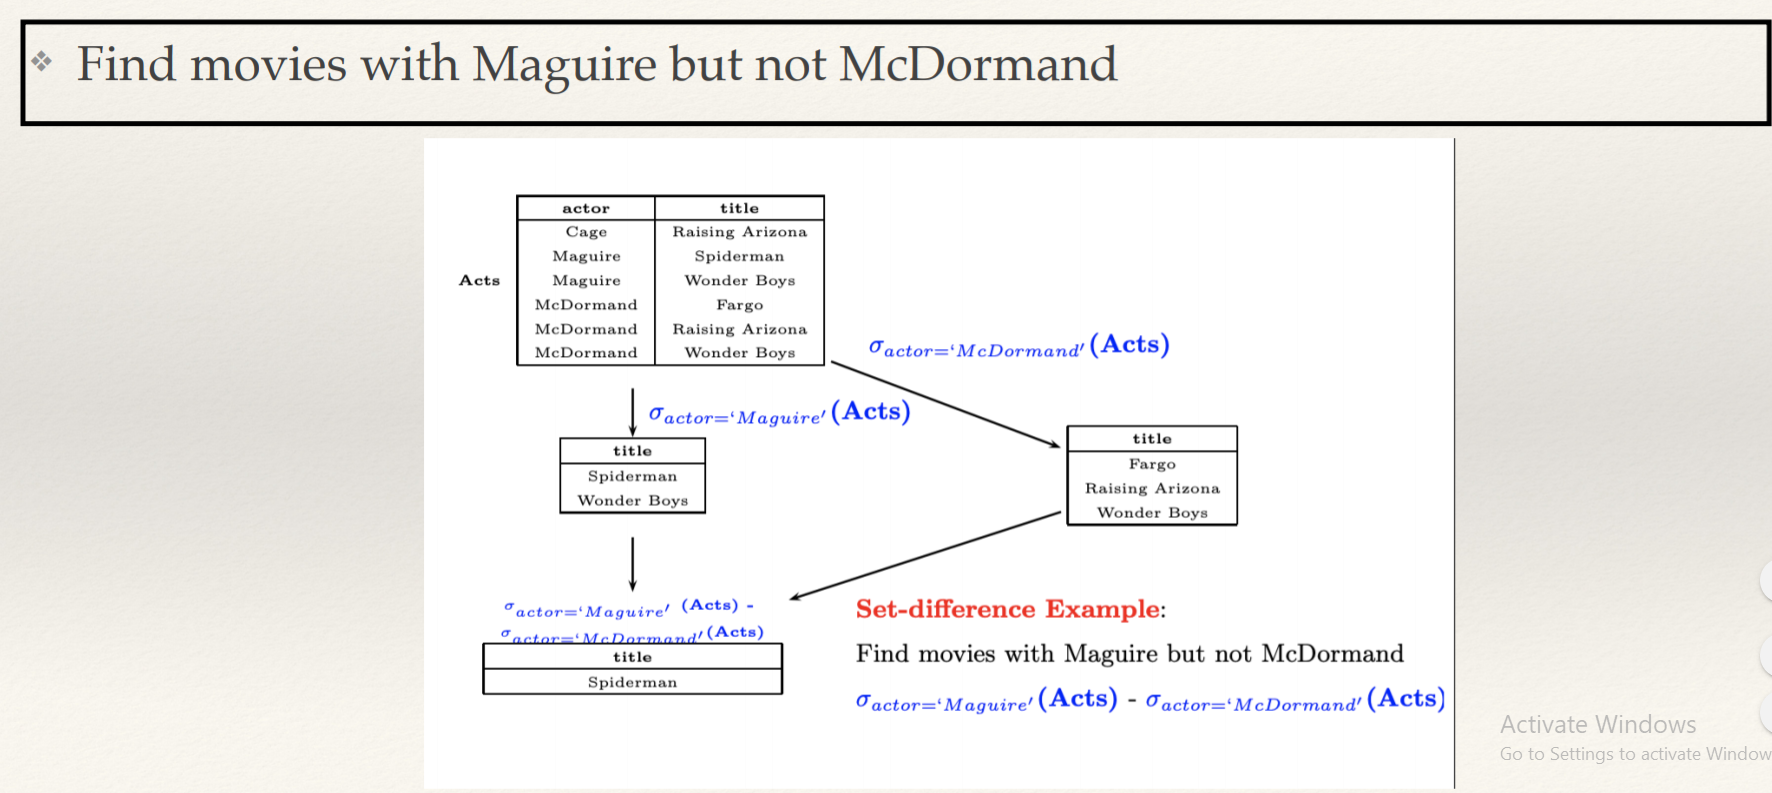 ❖ Find movies with Maguire but not McDormand
actor title
Cage Raising Arizona
Maguire Spiderman
Acts Maguire Wonder Boys
McDormand Fargo
McDormand Raising Arizona
McDormand Wonder Boys
σactor=‘McDormand′ (Acts)
σactor=‘Maguire′ (Acts)
title
Spiderman
Wonder Boys
title
Fargo
Raising Arizona
Wonder Boys
σactor=‘Maguire′ (Acts) -
σactor=‘McDormand′ (Acts)
title
Spiderman
Set-difference Example:
Find movies with Maguire but not McDormand
σactor=‘Maguire′ (Acts) - σactor=‘McDormand′ (Acts)
Activate Windows
Go to Settings to activate Window